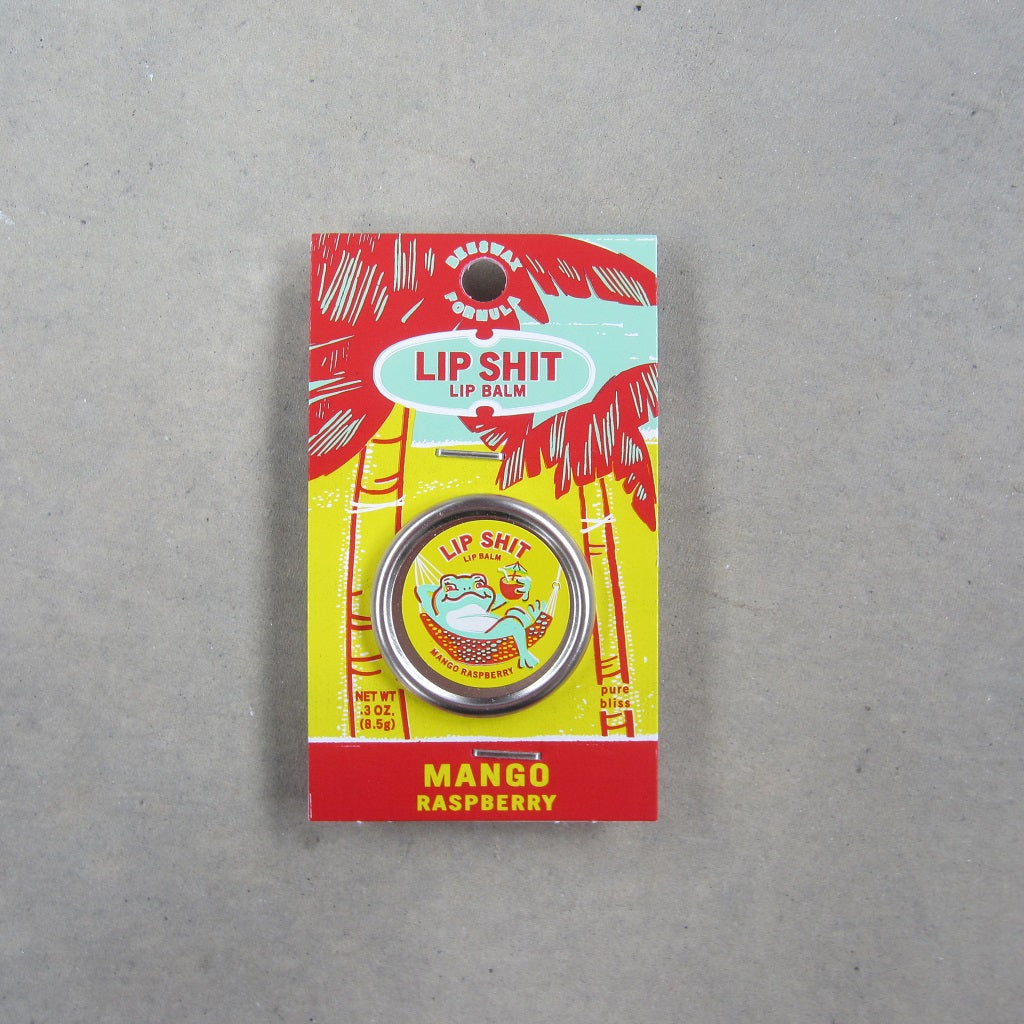 BEESWAX
FORMULA
LIP SHIT
LIP BALM
LIP SHIT
LIP BALM
MANGO RASPBERRY
NET WT
.3 OZ.
(8.5g)
pure
bliss
MANGO
RASPBERRY